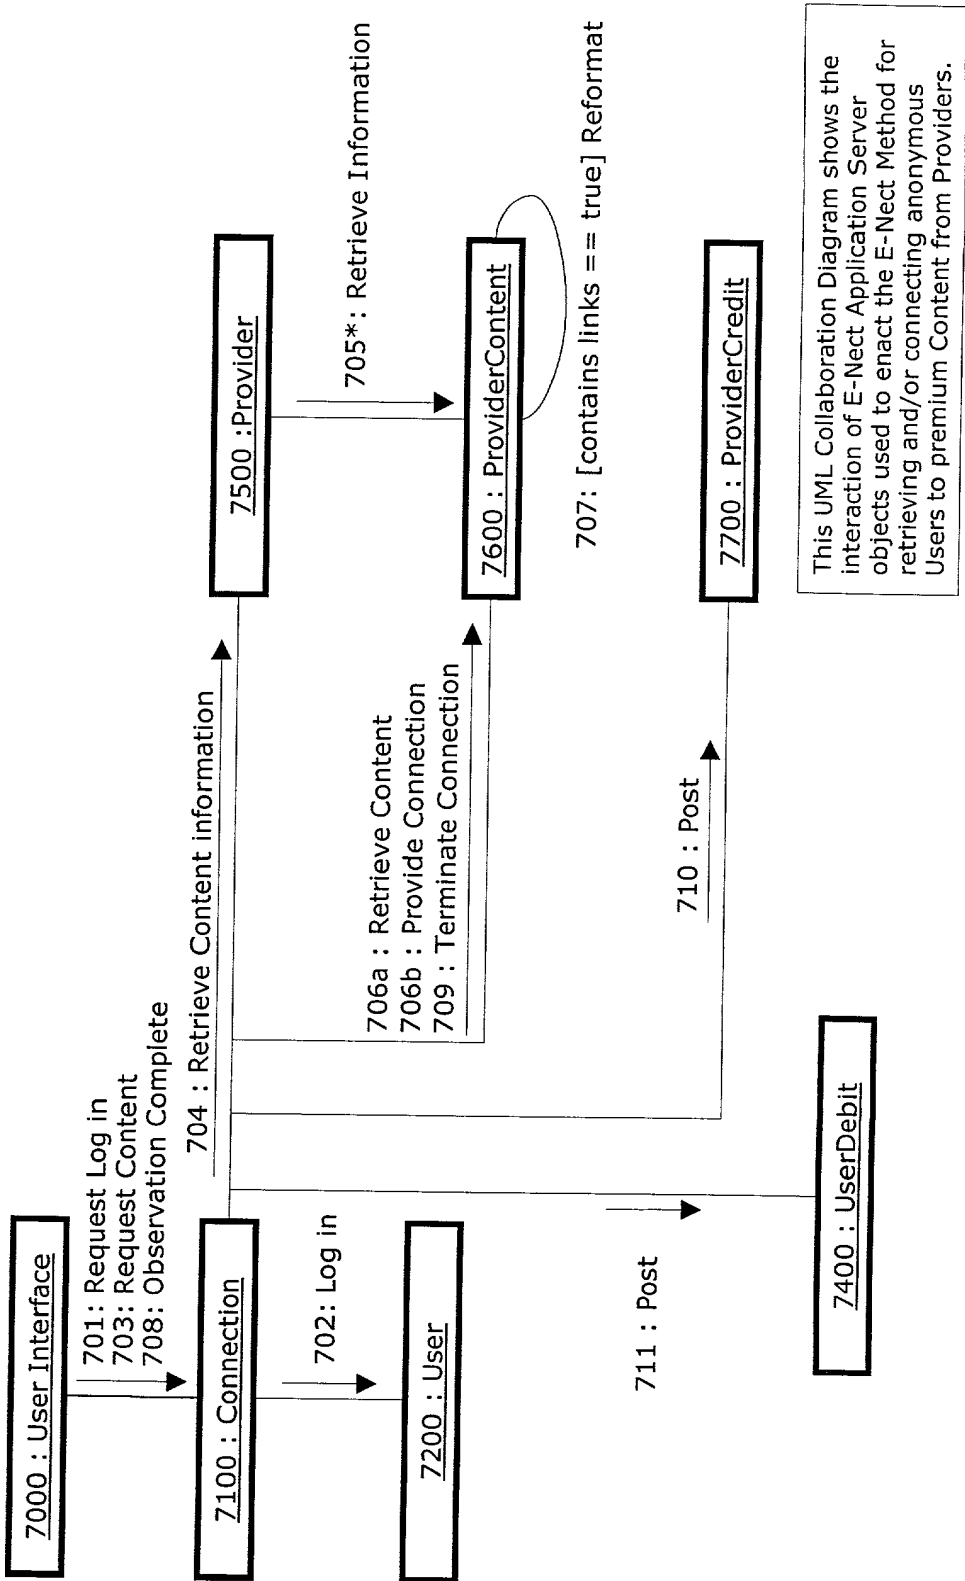 7000 : User Interface
701: Request Log in
703: Request Content
708: Observation Complete
7100 : Connection
702: Log in
7200 : User
704 : Retrieve Content information
7500 :Provider
705*: Retrieve Information
706a : Retrieve Content
706b : Provide Connection
709 : Terminate Connection
7600 : ProviderContent
707: [contains links == true] Reformat
710 : Post
7700 : ProviderCredit
711 : Post
7400 : UserDebit
This UML Collaboration Diagram shows the
interaction of E-Nect Application Server
objects used to enact the E-Nect Method for
retrieving and/or connecting anonymous
Users to premium Content from Providers.